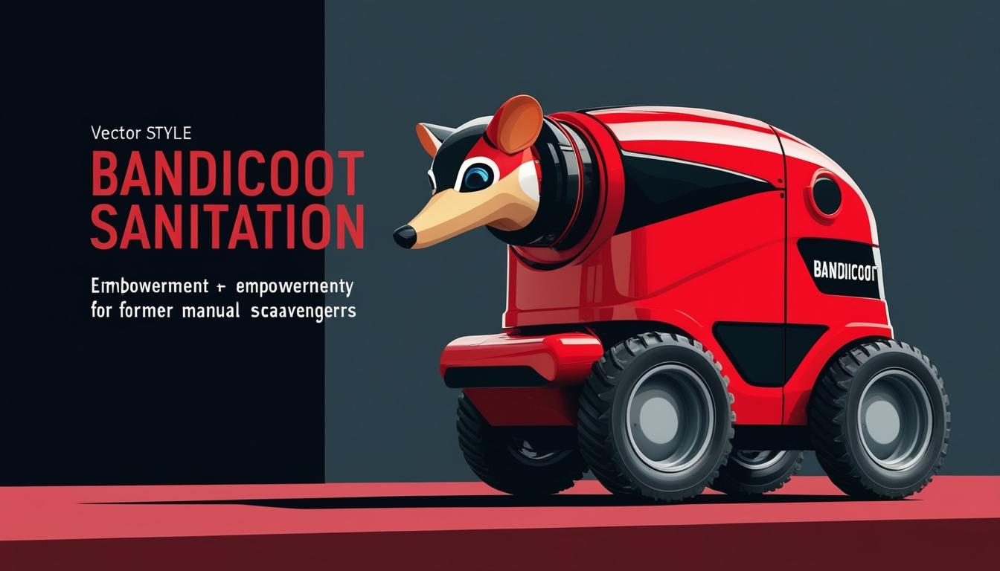 Vector STYLE
BANDICOOT
SANITATION
Embowerment + empowernenty
for former manual scaavengerrs
BANDIICOOT